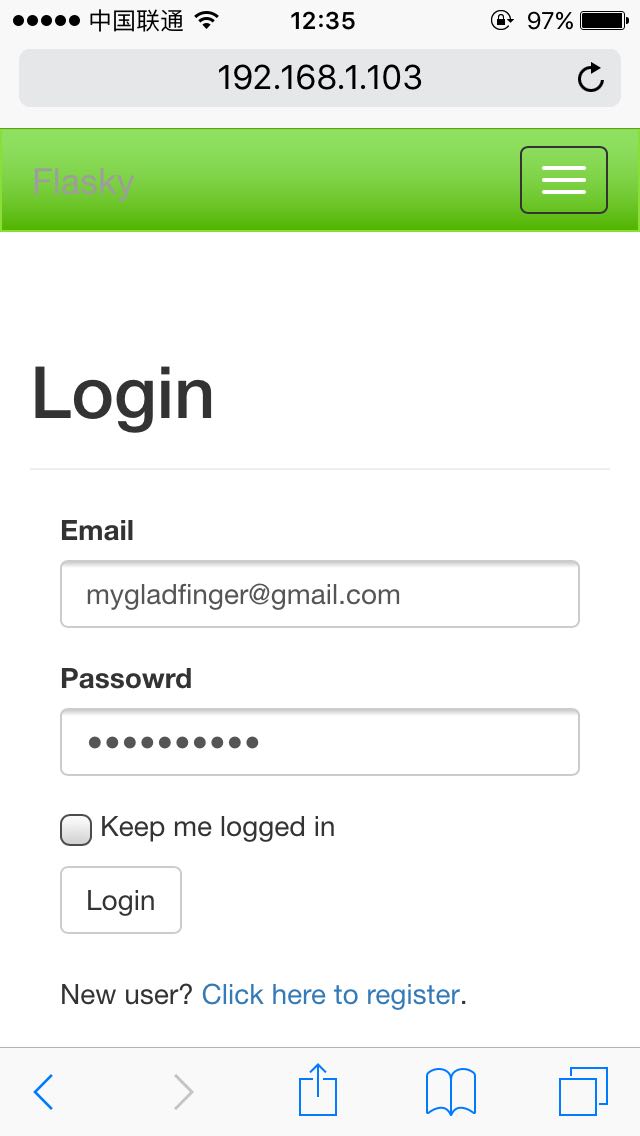 中国联通 12:35 97%
192.168.1.103
Flasky
Login
Email
mygladfinger@gmail.com
Passowrd
••••••••••
Keep me logged in
Login
New user? Click here to register.